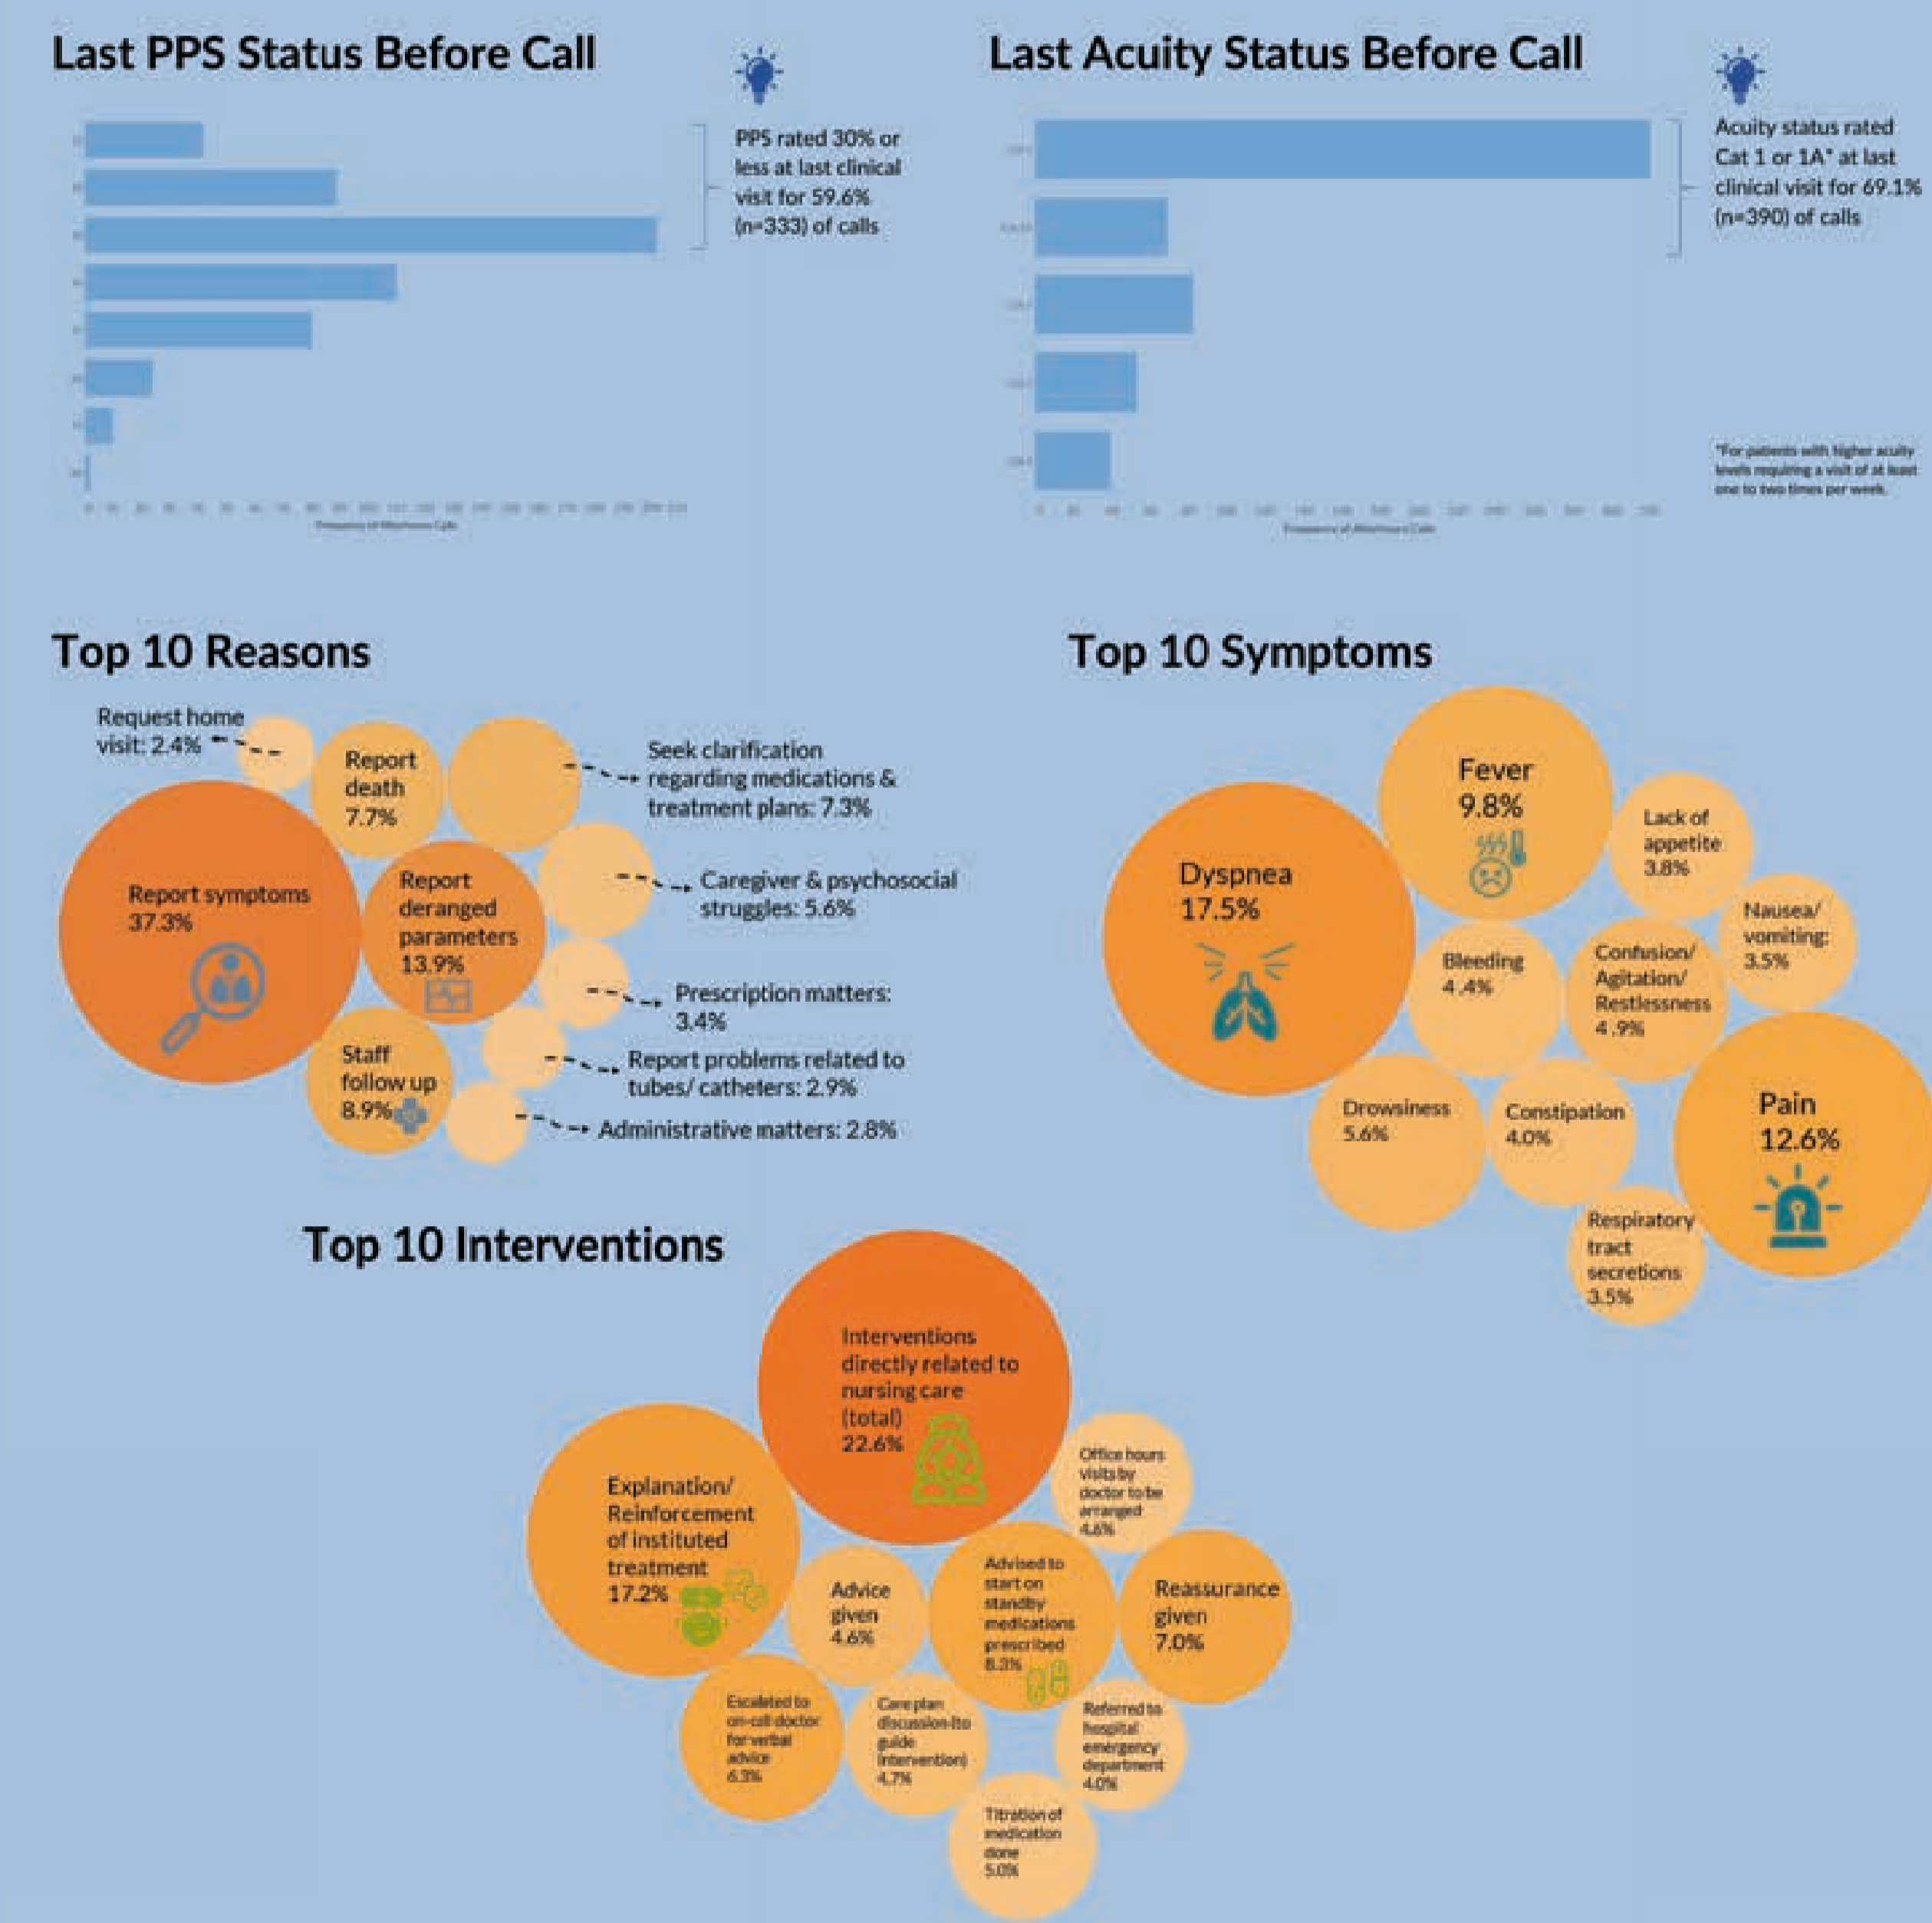 Last PPS Status Before Call
PPS rated 30% or
less at last clinical
visit for 59.6%
(n=333) of calls
Frequency of Afterhours Calls
Last Acuity Status Before Call
Acuity status rated
Cat 1 or 1A* at last
clinical visit for 69.1%
(n=390) of calls
*For patients with higher acuity
levels requiring a visit of at least
one to two times per week.
Frequency of Afterhours Calls
Top 10 Reasons
Request home
visit: 2.4%
Report
death
7.7%
Seek clarification
regarding medications &
treatment plans: 7.3%
Report symptoms
37.3%
Report
deranged
parameters
13.9%
Caregiver & psychosocial
struggles: 5.6%
Prescription matters:
3.4%
Staff
follow up
8.9%
Report problems related to
tubes/ catheters: 2.9%
Administrative matters: 2.8%
Top 10 Symptoms
Fever
9.8%
Lack of
appetite
3.8%
Dyspnea
17.5%
Nausea/
vomiting:
3.5%
Bleeding
4.4%
Confusion/
Agitation/
Restlessness
4.9%
Drowsiness
5.6%
Constipation
4.0%
Pain
12.6%
Respiratory
tract
secretions
3.5%
Top 10 Interventions
Interventions
directly related to
nursing care
(total)
22.6%
Explanation/
Reinforcement
of instituted
treatment
17.2%
Office hours
visits by
doctor to be
arranged
4.6%
Advice
given
4.6%
Advised to
start on
standby
medications
prescribed
8.3%
Reassurance
given
7.0%
Escalated to
on-call doctor
for verbal
advice
6.3%
Care plan
discussion (to
guide
intervention)
4.7%
Referred to
hospital
emergency
department
4.0%
Titration of
medication
done
5.0%